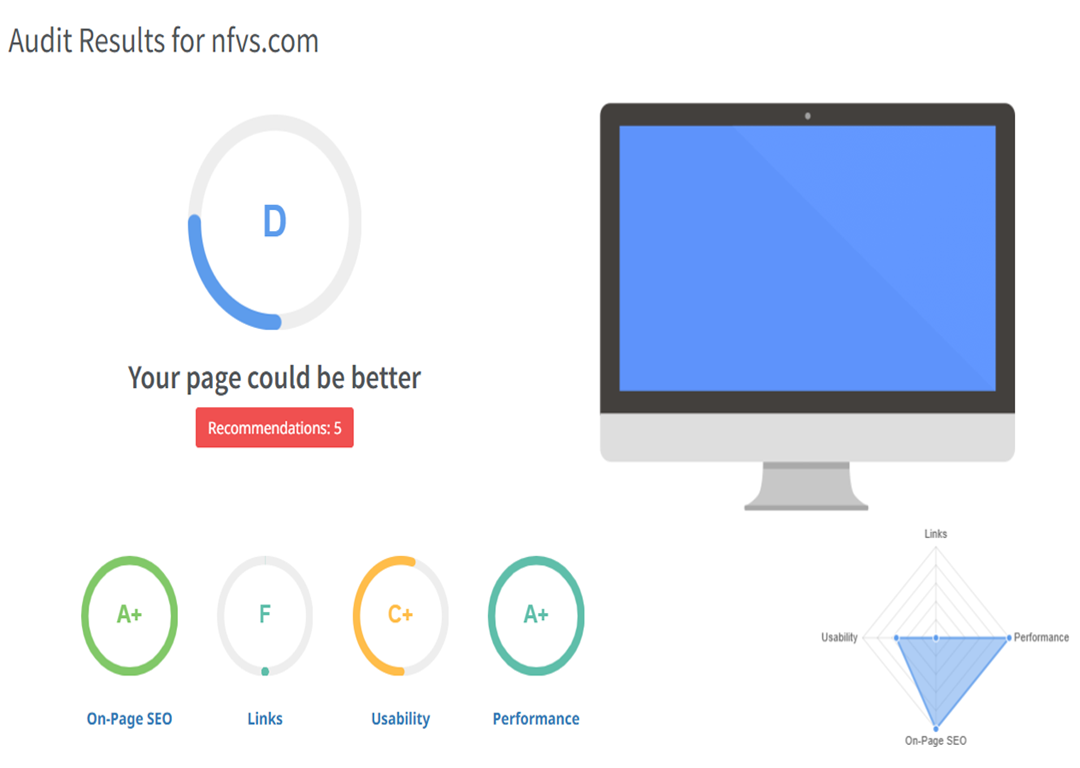 Audit Results for nfvs.com
D
Your page could be better
Recommendations: 5
A+
F
C+
A+
On-Page SEO
Links
Usability
Performance
Links
Usability
Performance
On-Page SEO